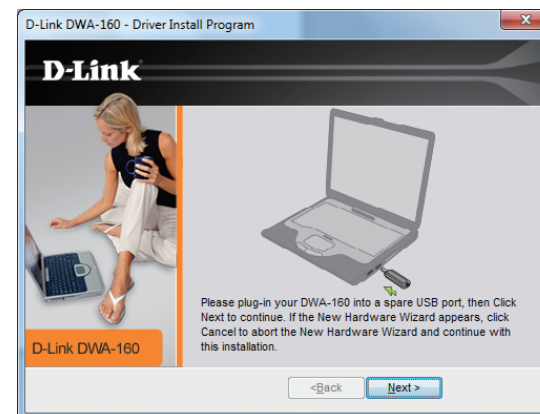 D-Link DWA-160 - Driver Install Program
D-Link
Please plug-in your DWA-160 into a spare USB port, then Click
Next to continue. If the New Hardware Wizard appears, click
Cancel to abort the New Hardware Wizard and continue with
this installation.
D-Link DWA-160
<Back
Next >